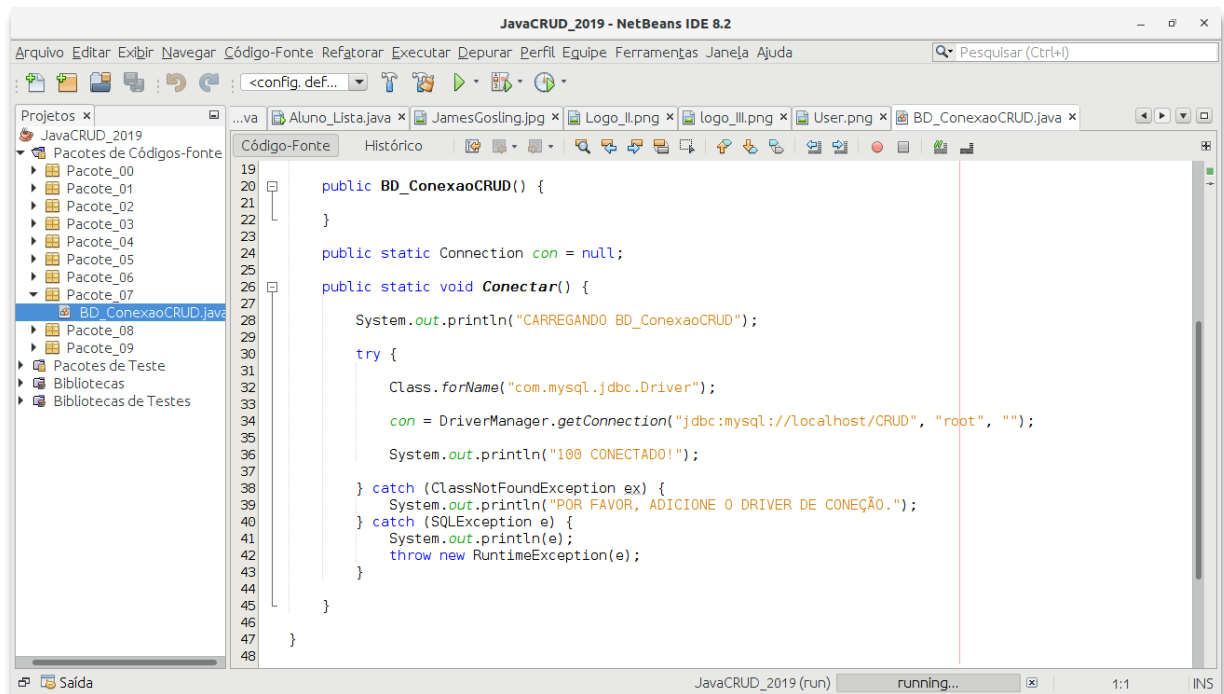 JavaCRUD_2019 - NetBeans IDE 8.2
Arquivo Editar Exibir Navegar Código-Fonte Refatorar Executar Depurar Perfil Equipe Ferramentas Janela Ajuda
Pesquisar (Ctrl+I)
<config. def...
Projetos
...va
Aluno_Lista.java
JamesGosling.jpg
Logo_II.png
logo_III.png
User.png
BD_ConexaoCRUD.java
JavaCRUD_2019
Pacotes de Códigos-fonte
Pacote_00
Pacote_01
Pacote_02
Pacote_03
Pacote_04
Pacote_05
Pacote_06
Pacote_07
BD_ConexaoCRUD.java
Pacote_08
Pacote_09
Pacotes de Teste
Bibliotecas
Bibliotecas de Testes
Código-Fonte Histórico
19
20 public BD_ConexaoCRUD() {
21
22 }
23
24 public static Connection con = null;
25
26 public static void Conectar() {
27
28 System.out.println("CARREGANDO BD_ConexaoCRUD");
29
30 try {
31
32 Class.forName("com.mysql.jdbc.Driver");
33
34 con = DriverManager.getConnection("jdbc:mysql://localhost/CRUD", "root", "");
35
36 System.out.println("100 CONECTADO!");
37
38 } catch (ClassNotFoundException ex) {
39 System.out.println("POR FAVOR, ADICIONE O DRIVER DE CONEÇÃO.");
40 } catch (SQLException e) {
41 System.out.println(e);
42 throw new RuntimeException(e);
43 }
44
45 }
46
47 }
48
Saída
JavaCRUD_2019 (run)
running...
1:1
INS